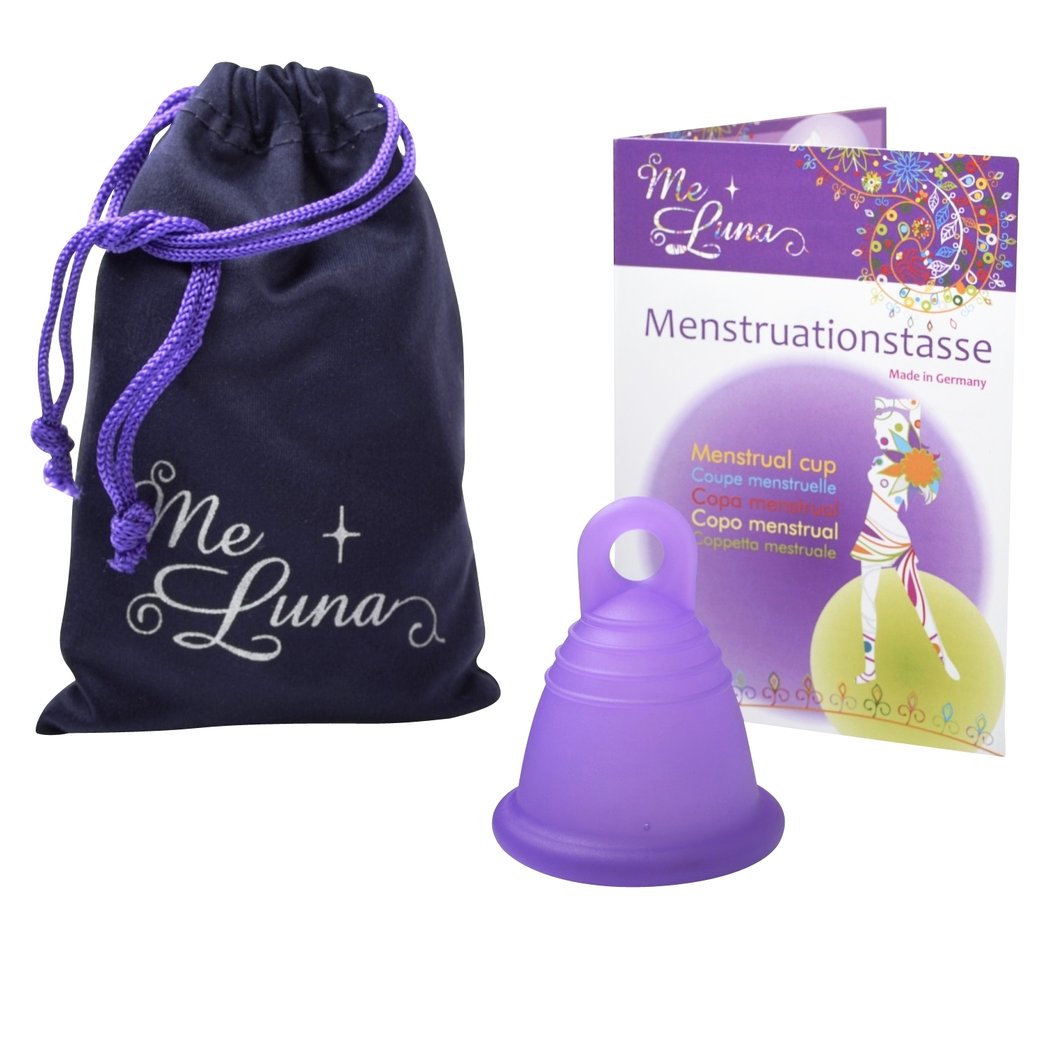 Me
Luna
Me
Luna
Menstruationstasse
Made in Germany
Menstrual cup
Coupe menstruelle
Copa menstrual
Copo menstrual
Coppetta mestruale